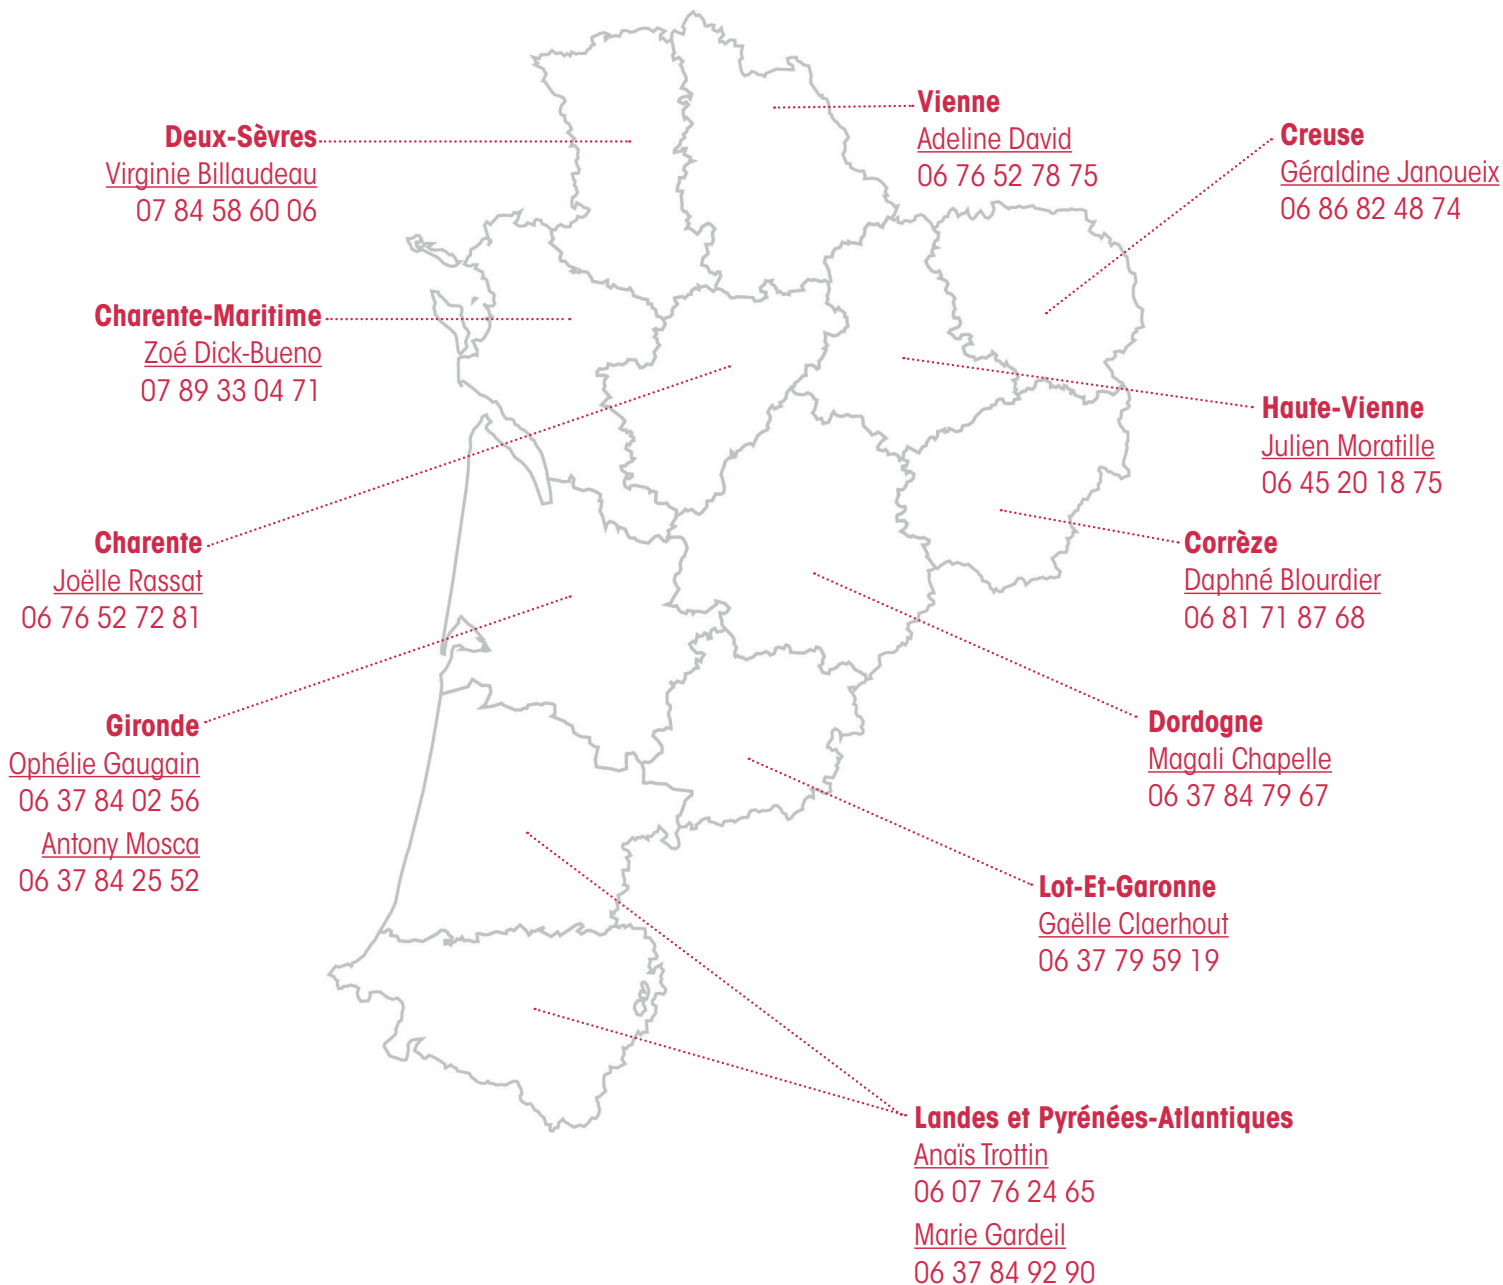 Vienne
Adeline David
06 76 52 78 75
Deux-Sèvres
Virginie Billaudeau
07 84 58 60 06
Creuse
Géraldine Janoueix
06 86 82 48 74
Charente-Maritime
Zoé Dick-Bueno
07 89 33 04 71
Haute-Vienne
Julien Moratille
06 45 20 18 75
Charente
Joëlle Rassat
06 76 52 72 81
Corrèze
Daphné Blourdier
06 81 71 87 68
Gironde
Ophélie Gaugain
06 37 84 02 56
Antony Mosca
06 37 84 25 52
Dordogne
Magali Chapelle
06 37 84 79 67
Lot-Et-Garonne
Gaëlle Claerhout
06 37 79 59 19
Landes et Pyrénées-Atlantiques
Anaïs Trottin
06 07 76 24 65
Marie Gardeil
06 37 84 92 90